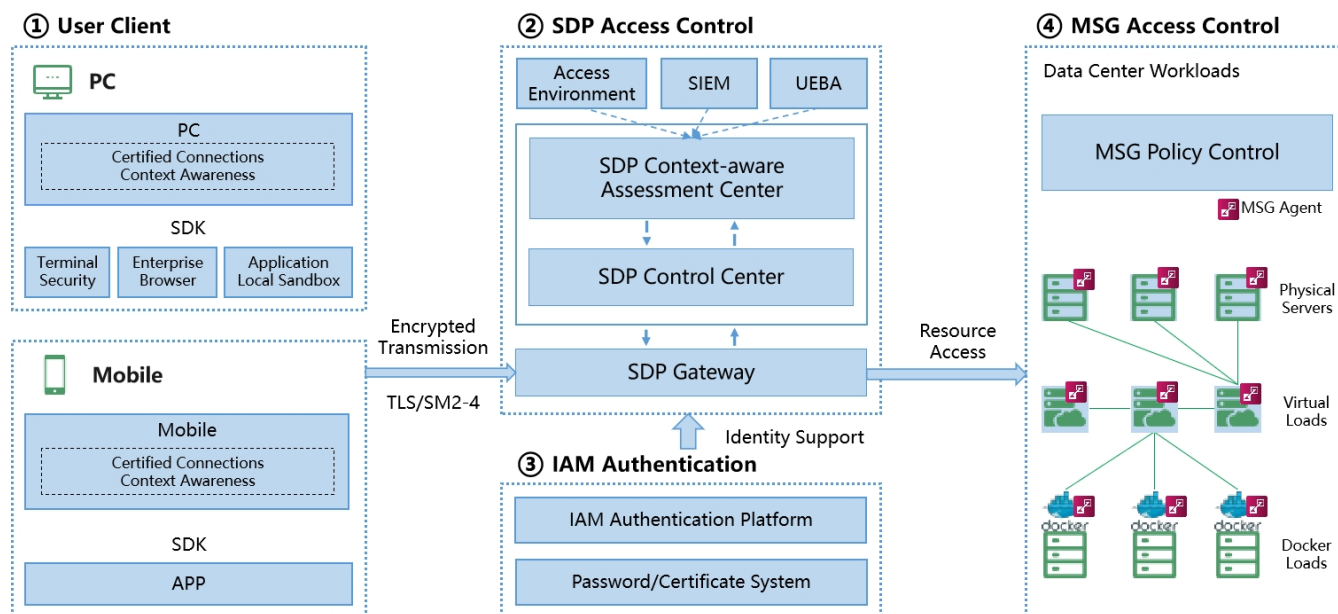 ① User Client
PC
PC
Certified Connections
Context Awareness
SDK
Terminal
Security
Enterprise
Browser
Application
Local Sandbox
Mobile
Mobile
Certified Connections
Context Awareness
SDK
APP
Encrypted
Transmission
TLS/SM2-4
② SDP Access Control
Access
Environment
SIEM
UEBA
SDP Context-aware
Assessment Center
SDP Control Center
SDP Gateway
Identity Support
③ IAM Authentication
IAM Authentication Platform
Password/Certificate System
Resource
Access
④ MSG Access Control
Data Center Workloads
MSG Policy Control
MSG Agent
Physical
Servers
Virtual
Loads
docker
docker
docker
Docker
Loads